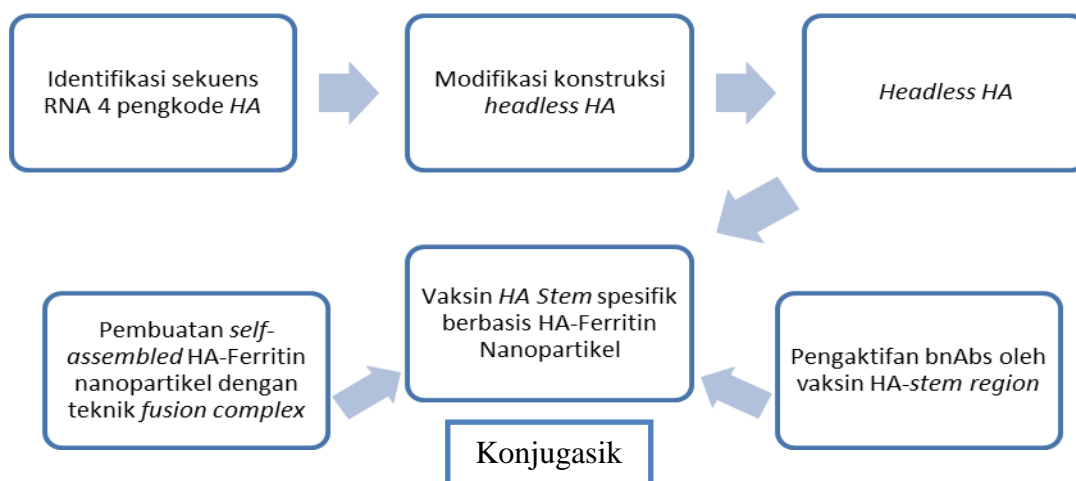 Identifikasi sekuens
RNA 4 pengkode HA
Modifikasi konstruksi
headless HA
Headless HA
Pembuatan self-
assembled HA-Ferritin
nanopartikel dengan
teknik fusion complex
Vaksin HA Stem spesifik
berbasis HA-Ferritin
Nanopartikel
Pengaktifan bnAbs oleh
vaksin HA-stem region
Konjugasik